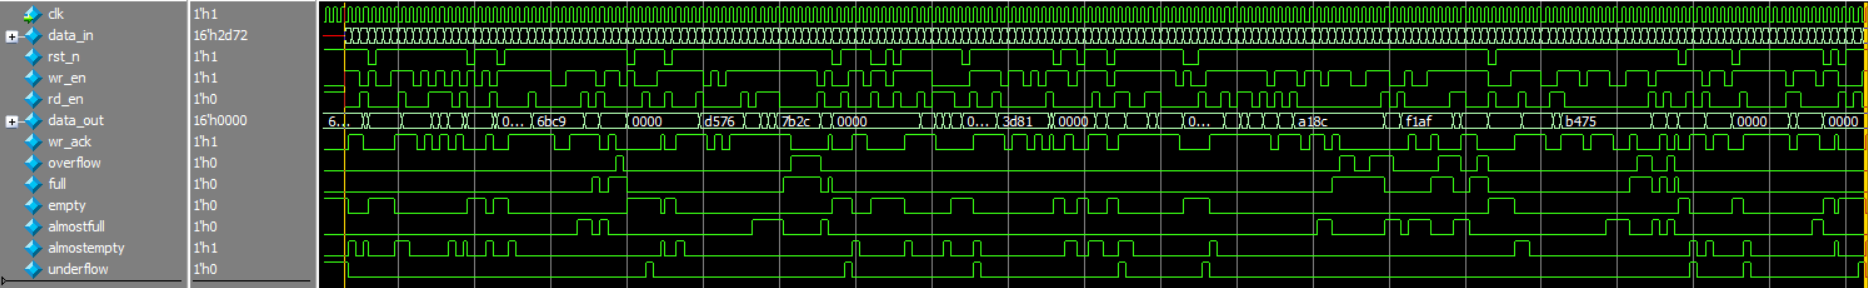 clk 1'h1
data_in 16'h2d72
rst_n 1'h1
wr_en 1'h1
rd_en 1'h0
data_out 16'h0000 6... 0... 6bc9 0000 d576 7b2c 0000 0... 3d81 0000 0... a18c f1af b475 0000 0000
wr_ack 1'h1
overflow 1'h0
full 1'h0
empty 1'h0
almostfull 1'h0
almostempty 1'h1
underflow 1'h0